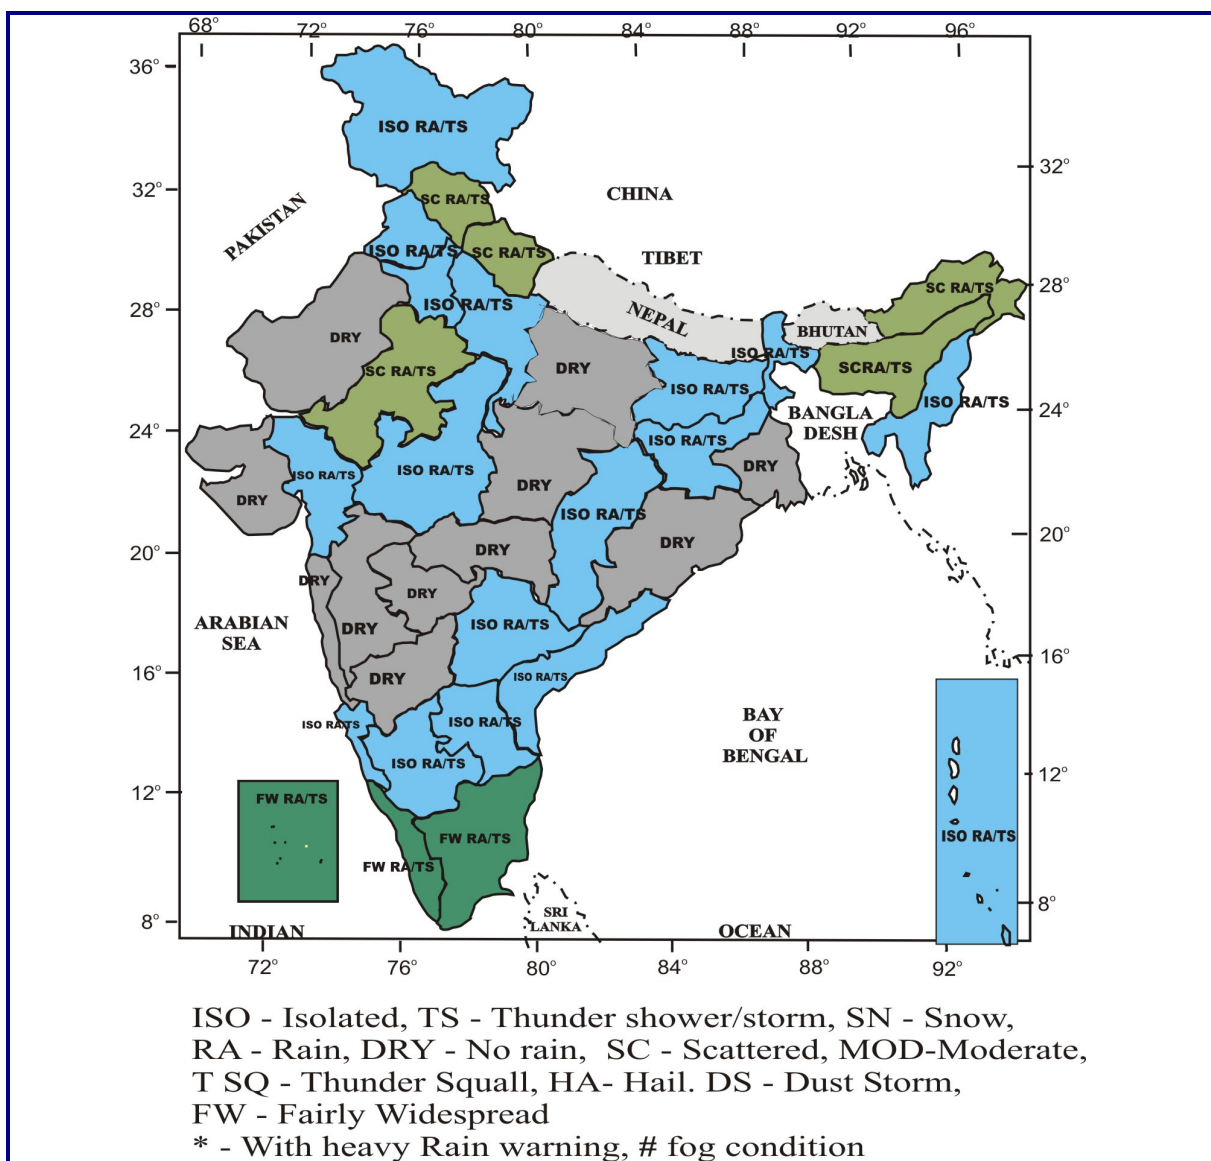 68° 72° 76° 80° 84° 88° 92° 96°
36°
ISO RA/TS
32°
32°
SC RA/TS
CHINA
PAKISTAN
ISO RA/TS
SC RA/TS
TIBET
28°
SC RA/TS
28°
ISO RA/TS
NEPAL
BHUTAN
DRY
ISO RA/TS
SC RA/TS
DRY
SCRA/TS
ISO RA/TS
ISO RA/TS
24°
BANGLA
DESH
24°
ISO RA/TS
ISO RA/TS
ISO RA/TS
DRY
DRY
DRY
ISO RA/TS
20°
20°
DRY
DRY
DRY
DRY
ARABIAN
SEA
ISO RA/TS
DRY
16°
16°
DRY
ISO RA/TS
ISO RA/TS
ISO RA/TS
BAY
OF
BENGAL
ISO RA/TS
12°
12°
FW RA/TS
FW RA/TS
ISO RA/TS
FW RA/TS
8°
8°
SRI
LANKA
INDIAN
OCEAN
72° 76° 80° 84° 88° 92°
ISO - Isolated, TS - Thunder shower/storm, SN - Snow,
RA - Rain, DRY - No rain, SC - Scattered, MOD-Moderate,
T SQ - Thunder Squall, HA- Hail. DS - Dust Storm,
FW - Fairly Widespread
* - With heavy Rain warning, # fog condition